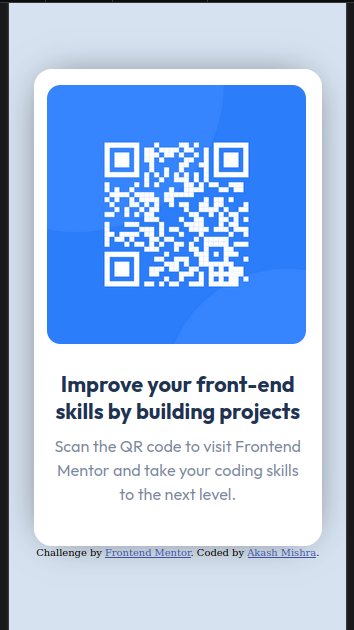 Improve your front-end
skills by building projects
Scan the QR code to visit Frontend
Mentor and take your coding skills
to the next level.
Challenge by Frontend Mentor. Coded by Akash Mishra.